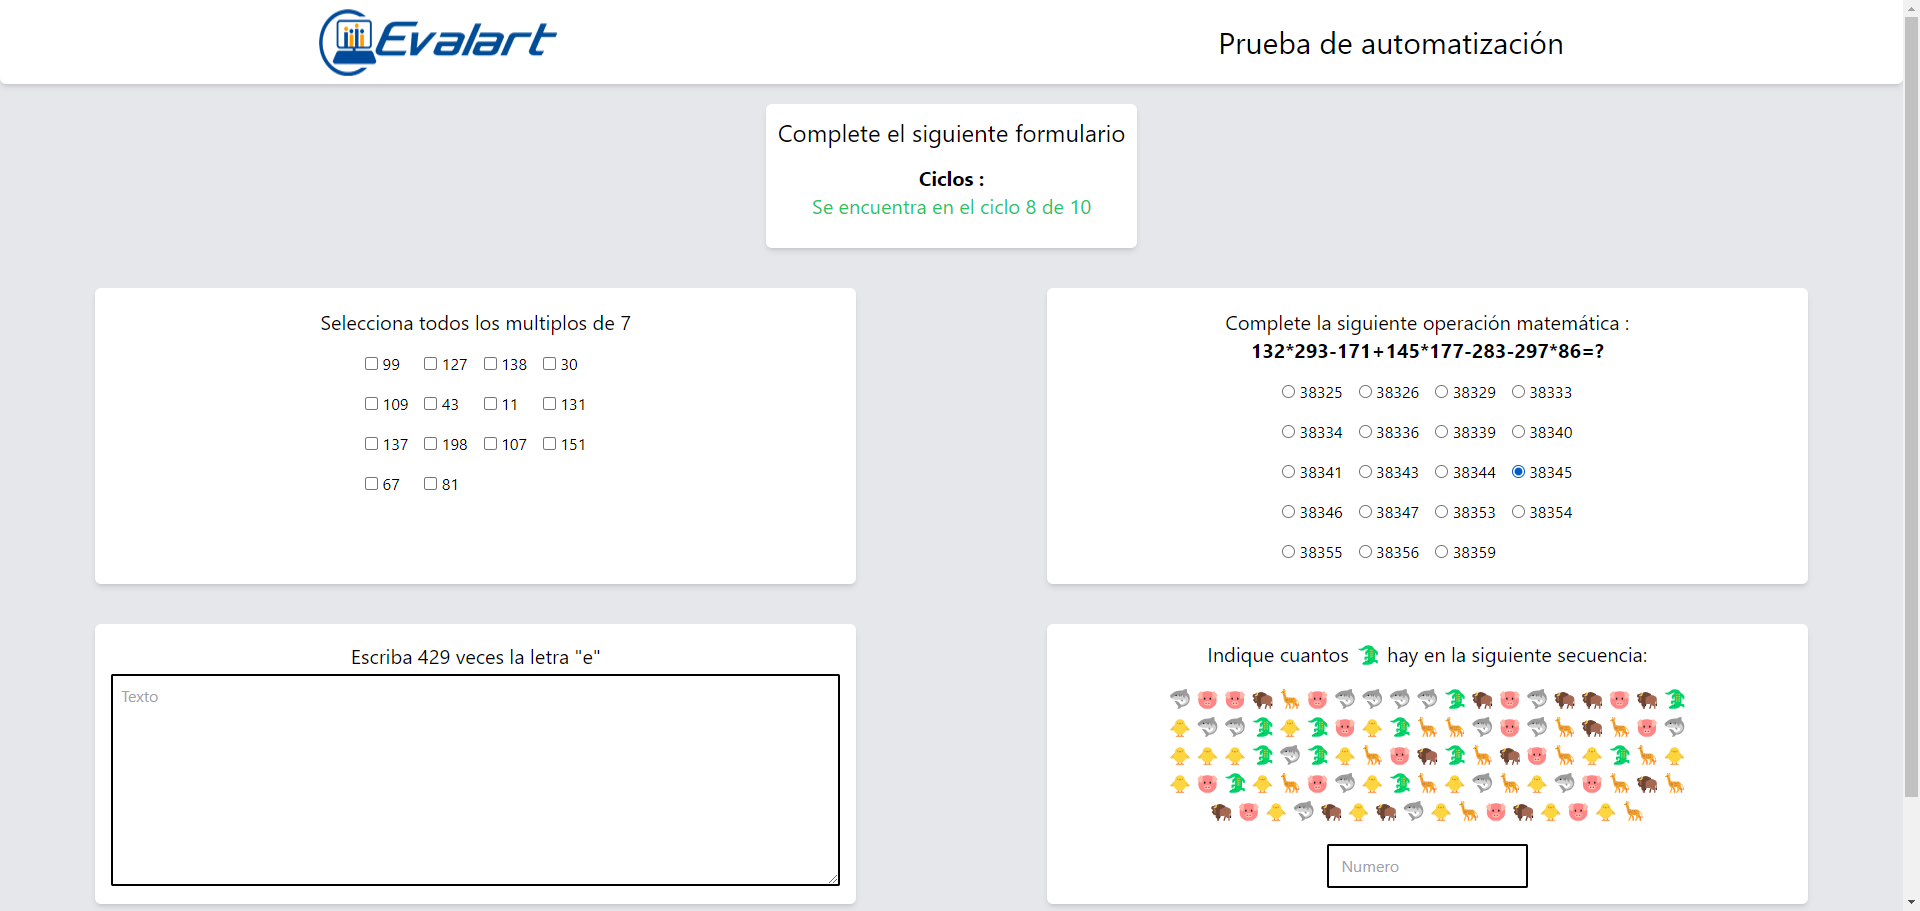 Evalart
Prueba de automatización
Complete el siguiente formulario
Ciclos :
Se encuentra en el ciclo 8 de 10
Selecciona todos los multiplos de 7
99 127 138 30
109 43 11 131
137 198 107 151
67 81
Complete la siguiente operación matemática :
132*293-171+145*177-283-297*86=?
38325 38326 38329 38333
38334 38336 38339 38340
38341 38343 38344 38345
38346 38347 38353 38354
38355 38356 38359
Escriba 429 veces la letra "e"
Texto
Indique cuantos 🐊 hay en la siguiente secuencia:
Numero